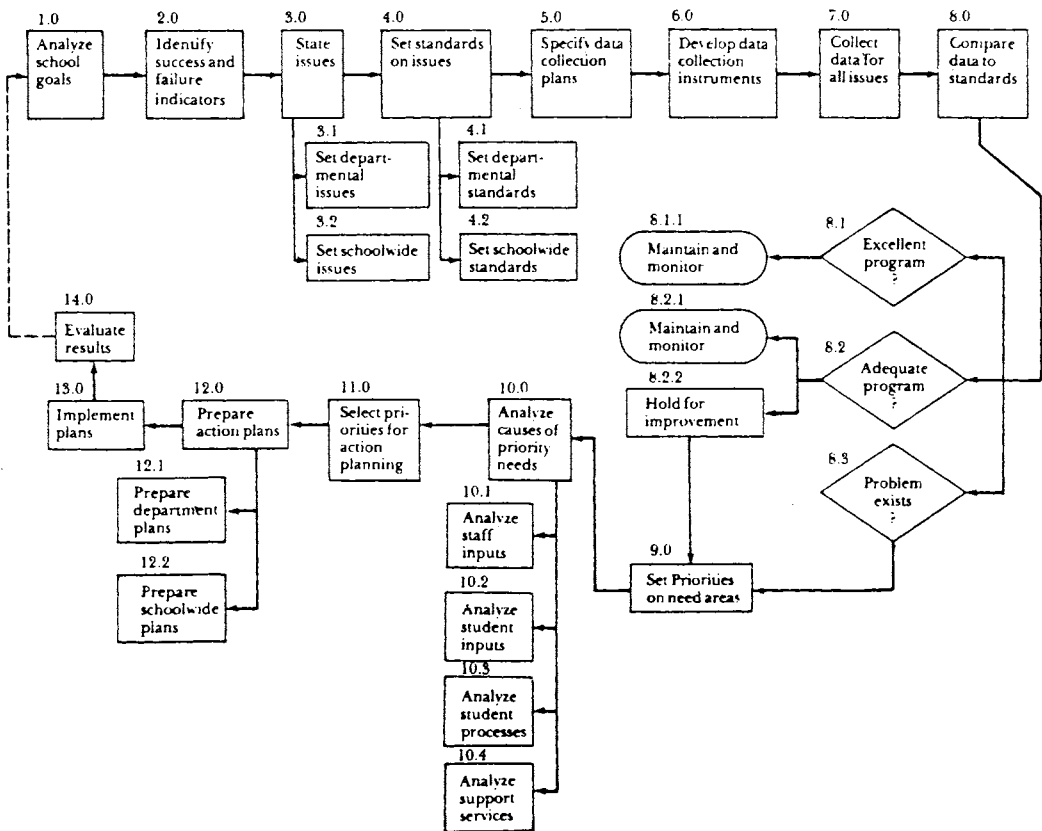 1.0
Analyze
school
goals
2.0
Identify
success and
failure
indicators
3.0
State
issues
4.0
Set standards
on issues
5.0
Specify data
collection
plans
6.0
Develop data
collection
instruments
7.0
Collect
data for
all issues
8.0
Compare
data to
standards
3.1
Set depart-
mental
issues
3.2
Set schoolwide
issues
4.1
Set depart-
mental
standards
4.2
Set schoolwide
standards
8.1.1
Maintain and
monitor
8.1
Excellent
program
?
8.2.1
Maintain and
monitor
8.2
Adequate
program
?
8.2.2
Hold for
improvement
8.3
Problem
exists
?
14.0
Evaluate
results
13.0
Implement
plans
12.0
Prepare
action plans
11.0
Select pri-
orities for
action
planning
10.0
Analyze
causes of
priority
needs
12.1
Prepare
department
plans
12.2
Prepare
schoolwide
plans
10.1
Analyze
staff
inputs
10.2
Analyze
student
inputs
10.3
Analyze
student
processes
10.4
Analyze
support
services
9.0
Set Priorities
on need areas